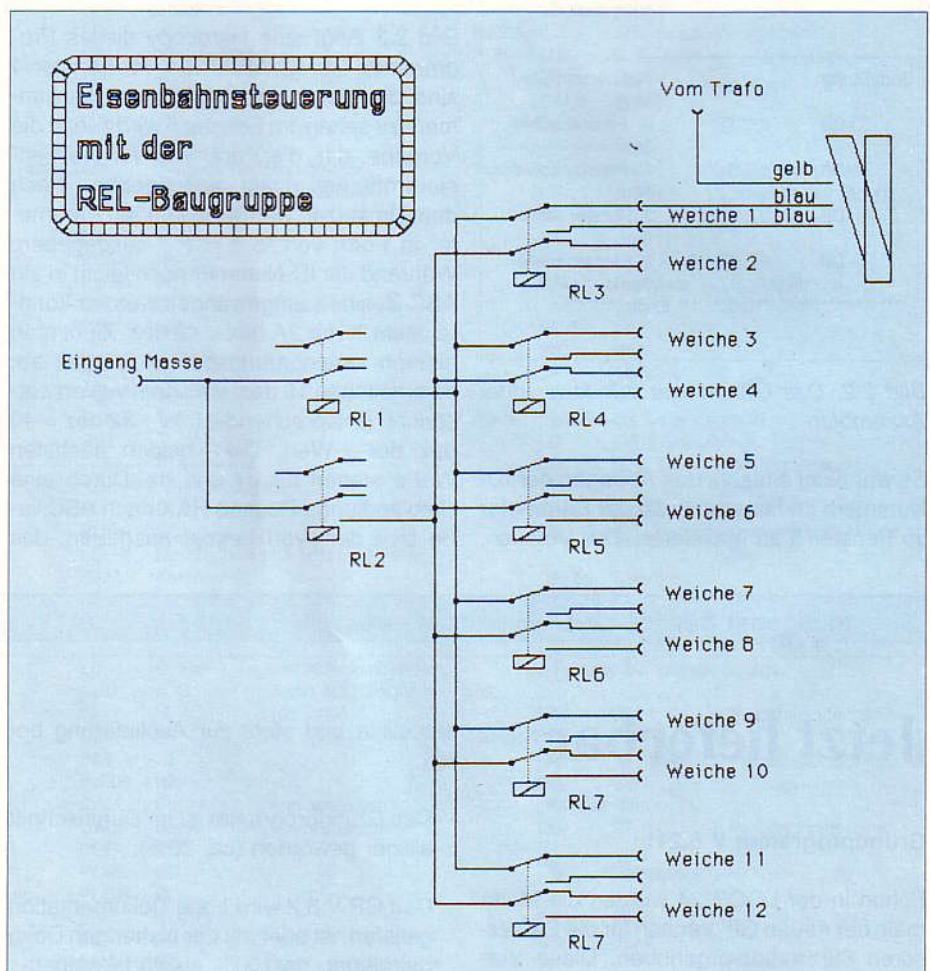 Eisenbahnsteuerung
mit der
REL-Baugruppe
Vom Trafo
gelb
blau
Weiche 1 blau
Weiche 2
RL3
Weiche 3
Eingang Masse
Weiche 4
RL1
RL4
Weiche 5
Weiche 6
RL2
RL5
Weiche 7
Weiche 8
RL6
Weiche 9
Weiche 10
RL7
Weiche 11
Weiche 12
RL7